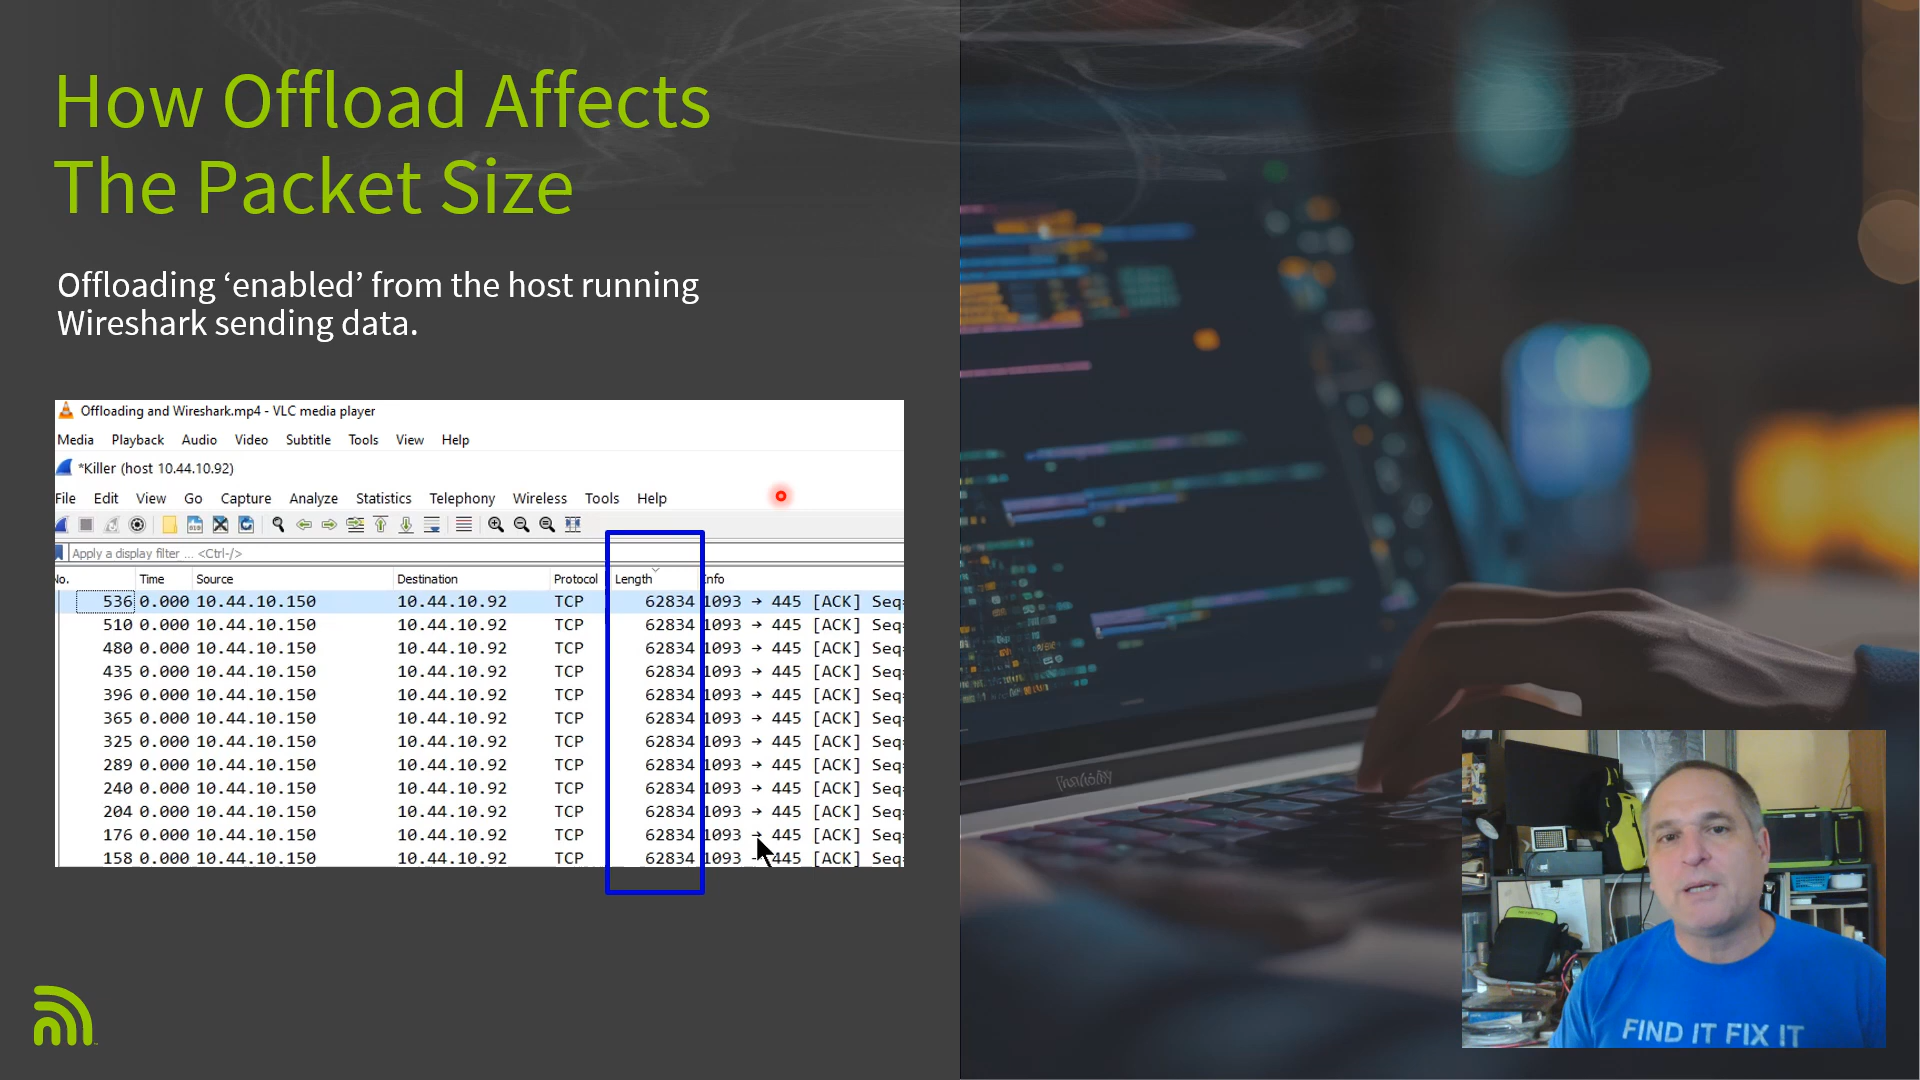 How Offload Affects
The Packet Size
Offloading ‘enabled’ from the host running
Wireshark sending data.
Offloading and Wireshark.mp4 - VLC media player
Media Playback Audio Video Subtitle Tools View Help
*Killer (host 10.44.10.92)
File Edit View Go Capture Analyze Statistics Telephony Wireless Tools Help
Apply a display filter ... <Ctrl-/>
No. Time Source Destination Protocol Length Info
536 0.000 10.44.10.150 10.44.10.92 TCP 62834 1093 → 445 [ACK] Seq=
510 0.000 10.44.10.150 10.44.10.92 TCP 62834 1093 → 445 [ACK] Seq=
480 0.000 10.44.10.150 10.44.10.92 TCP 62834 1093 → 445 [ACK] Seq=
435 0.000 10.44.10.150 10.44.10.92 TCP 62834 1093 → 445 [ACK] Seq=
396 0.000 10.44.10.150 10.44.10.92 TCP 62834 1093 → 445 [ACK] Seq=
365 0.000 10.44.10.150 10.44.10.92 TCP 62834 1093 → 445 [ACK] Seq=
325 0.000 10.44.10.150 10.44.10.92 TCP 62834 1093 → 445 [ACK] Seq=
289 0.000 10.44.10.150 10.44.10.92 TCP 62834 1093 → 445 [ACK] Seq=
240 0.000 10.44.10.150 10.44.10.92 TCP 62834 1093 → 445 [ACK] Seq=
204 0.000 10.44.10.150 10.44.10.92 TCP 62834 1093 → 445 [ACK] Seq=
176 0.000 10.44.10.150 10.44.10.92 TCP 62834 1093 → 445 [ACK] Seq=
158 0.000 10.44.10.150 10.44.10.92 TCP 62834 1093 → 445 [ACK] Seq=
FIND IT FIX IT